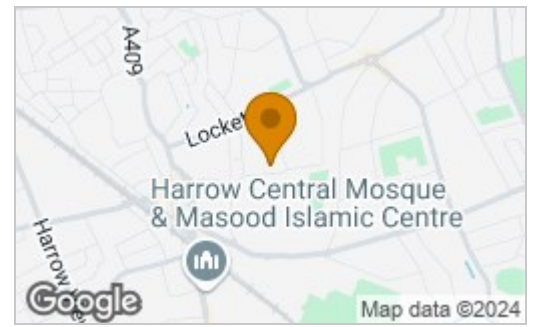 A409
Locket
Harrow Central Mosque
& Masood Islamic Centre
Harrow
Google
Map data ©2024